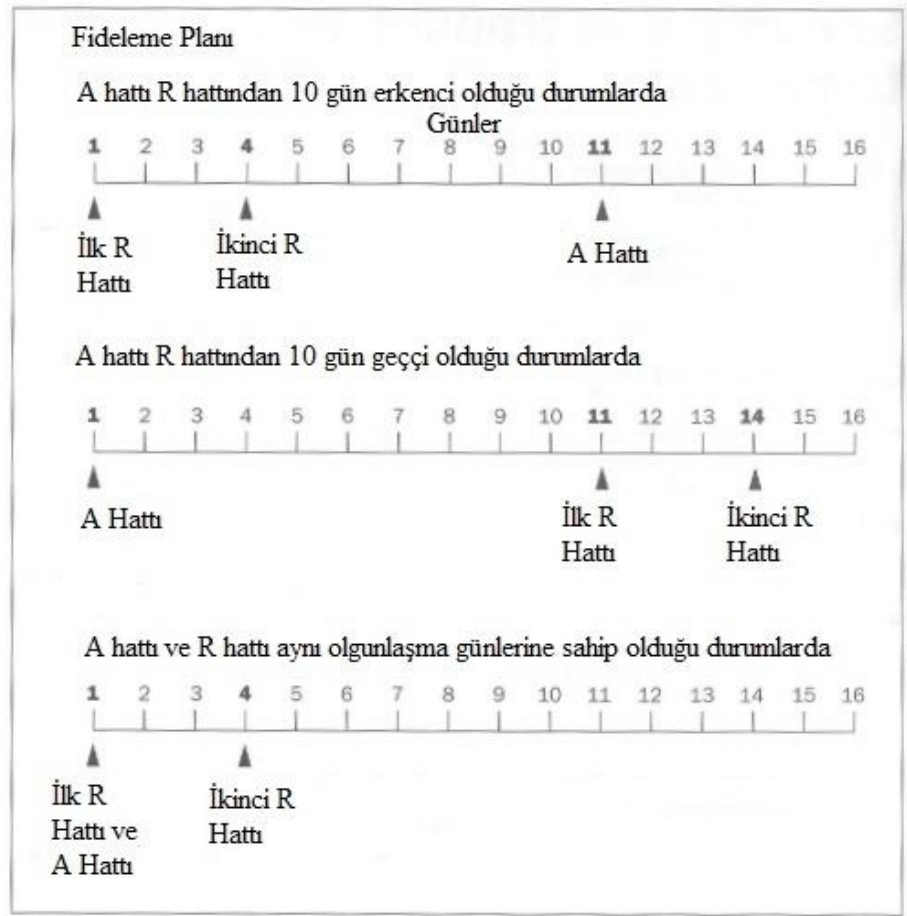 Fideleme Planı
A hattı R hattından 10 gün erkenci olduğu durumlarda
Günler
1 2 3 4 5 6 7 8 9 10 11 12 13 14 15 16
İlk R
Hattı
İkinci R
Hattı
A Hattı
A hattı R hattından 10 gün geççi olduğu durumlarda
1 2 3 4 5 6 7 8 9 10 11 12 13 14 15 16
A Hattı
İlk R
Hattı
İkinci R
Hattı
A hattı ve R hattı aynı olgunlaşma günlerine sahip olduğu durumlarda
1 2 3 4 5 6 7 8 9 10 11 12 13 14 15 16
İlk R
Hattı ve
A Hattı
İkinci R
Hattı